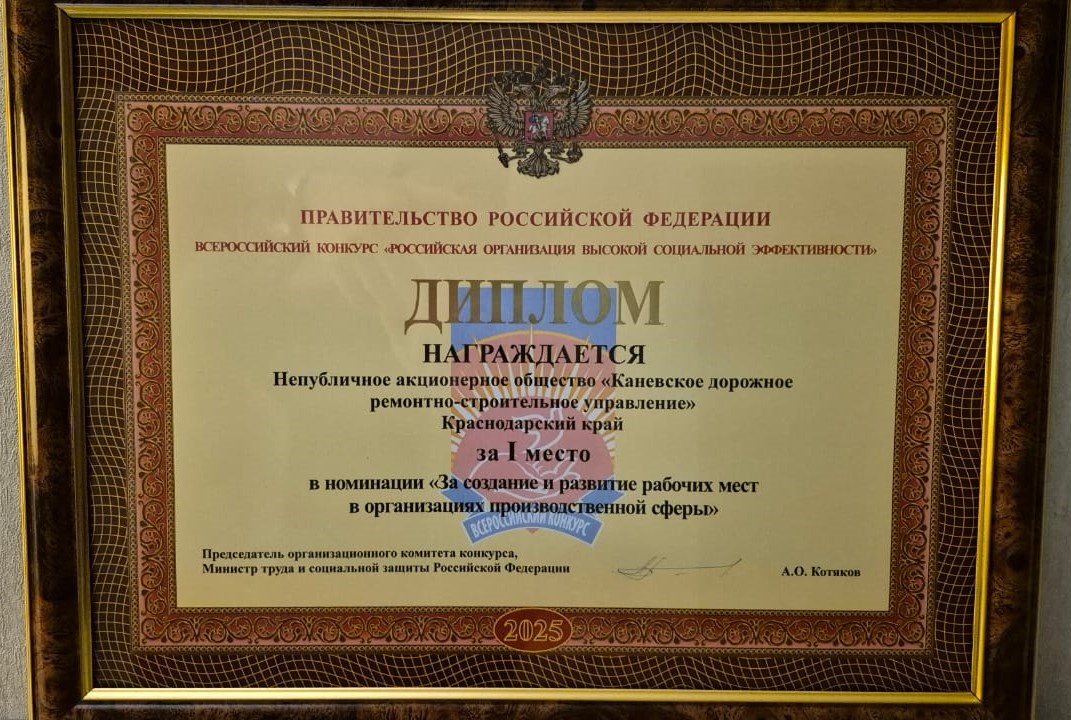 ПРАВИТЕЛЬСТВО РОССИЙСКОЙ ФЕДЕРАЦИИ
ВСЕРОССИЙСКИЙ КОНКУРС «РОССИЙСКАЯ ОРГАНИЗАЦИЯ ВЫСОКОЙ СОЦИАЛЬНОЙ ЭФФЕКТИВНОСТИ»
ДИПЛОМ
НАГРАЖДАЕТСЯ
Непубличное акционерное общество «Каневское дорожное
ремонтно-строительное управление»
Краснодарский край
за I место
в номинации «За создание и развитие рабочих мест
в организациях производственной сферы»
ВСЕРОССИЙСКИЙ КОНКУРС
Председатель организационного комитета конкурса,
Министр труда и социальной защиты Российской Федерации
А.О. Котяков
2025